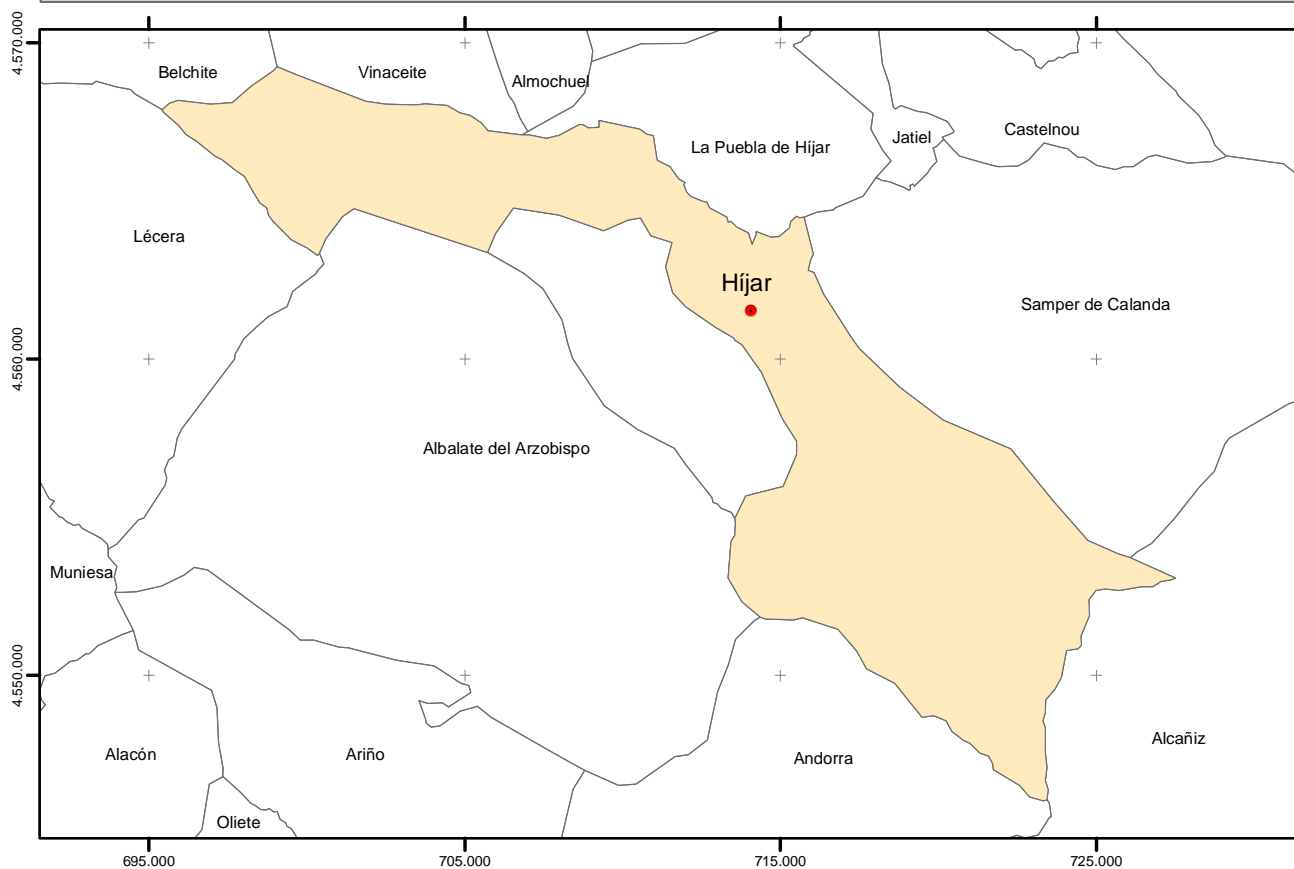 4.570.000
Belchite
Vinaceite
Almochuel
Jatiel
Castelnou
La Puebla de Híjar
Lécera
Híjar
Samper de Calanda
4.560.000
Albalate del Arzobispo
Muniesa
4.550.000
Alacón
Ariño
Andorra
Alcañiz
Oliete
695.000
705.000
715.000
725.000